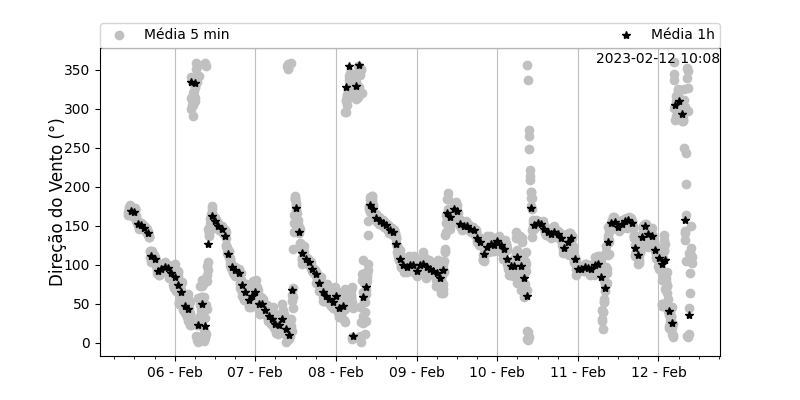 Média 5 min
Média 1h
2023-02-12 10:08
Direção do Vento (°)
350
300
250
200
150
100
50
0
06 - Feb
07 - Feb
08 - Feb
09 - Feb
10 - Feb
11 - Feb
12 - Feb